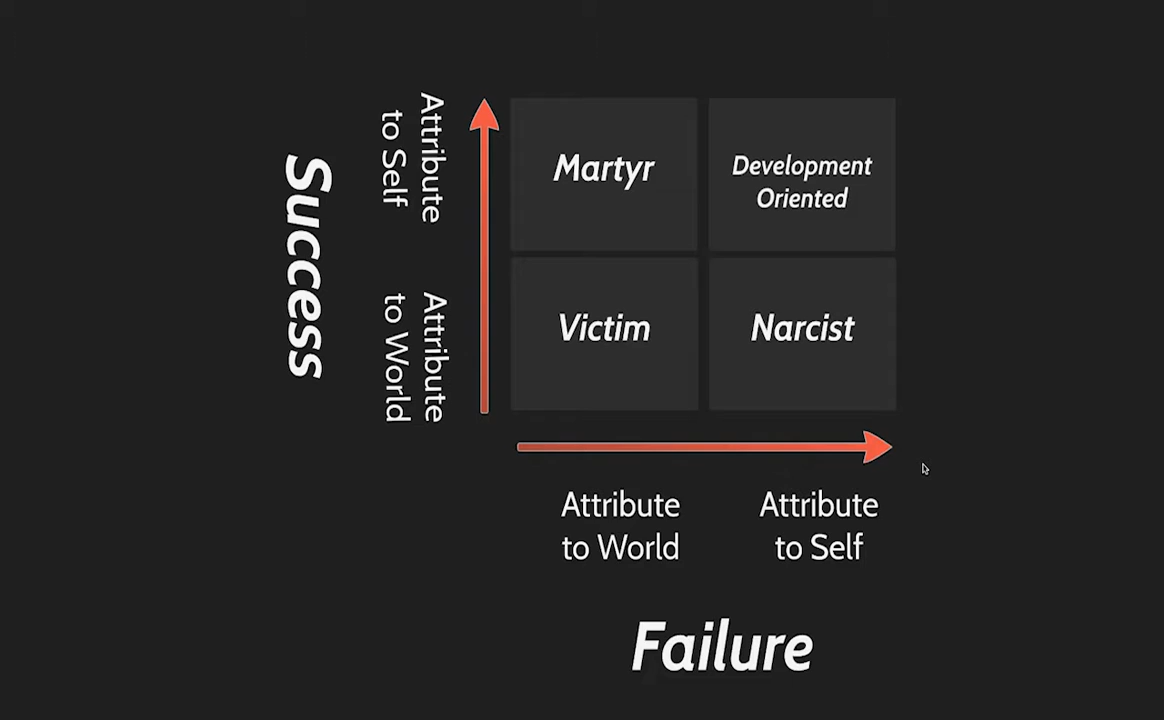 Success
Attribute
to Self
Attribute
to World
Martyr
Development
Oriented
Victim
Narcist
Attribute
to World
Attribute
to Self
Failure